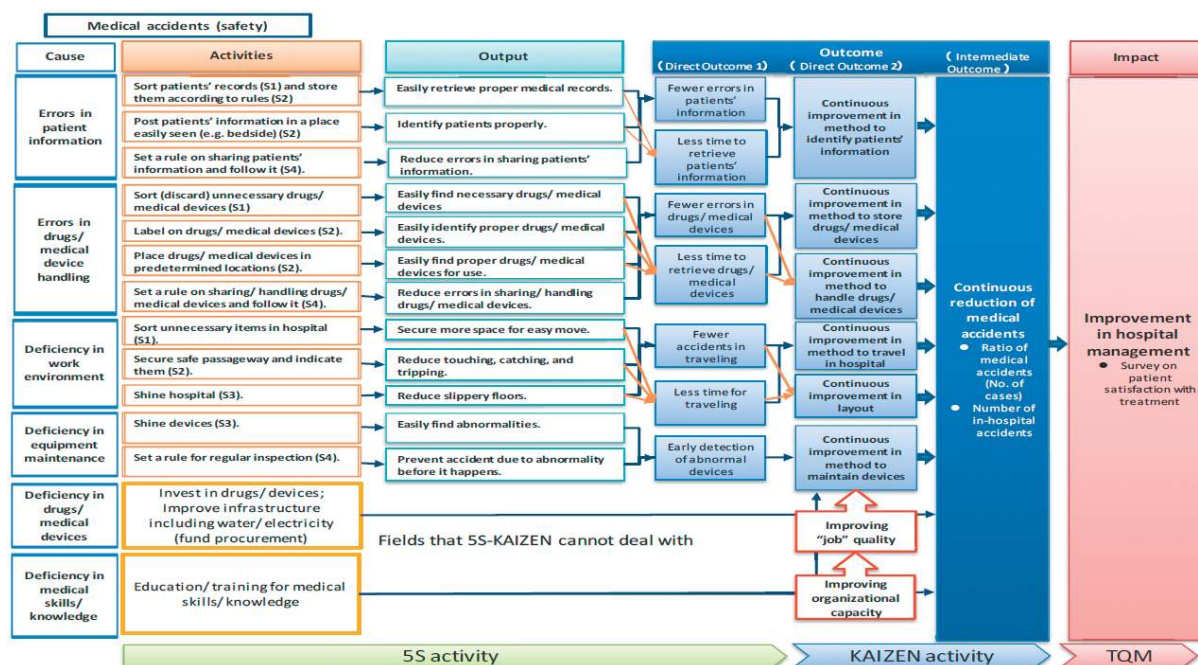 Medical accidents (safety)
Cause
Activities
Output
Outcome
( Direct Outcome 1)
( Direct Outcome 2)
( Intermediate
Outcome )
Impact
Errors in
patient
information
Sort patients’ records (S1) and store
them according to rules (S2)
Post patients’ information in a place
easily seen (e.g. bedside) (S2)
Set a rule on sharing patients’
information and follow it (S4).
Easily retrieve proper medical records.
Identify patients properly.
Reduce errors in sharing patients’
information.
Fewer errors in
patients’
information
Less time to
retrieve
patients’
information
Continuous
improvement in
method to
identify patients’
information
Errors in
drugs/
medical
device
handling
Sort (discard) unnecessary drugs/
medical devices (S1)
Label on drugs/ medical devices (S2).
Place drugs/ medical devices in
predetermined locations (S2).
Set a rule on sharing/ handling drugs/
medical devices and follow it (S4).
Easily find necessary drugs/ medical
devices
Easily identify proper drugs/ medical
devices.
Easily find proper drugs/ medical
devices for use.
Reduce errors in sharing/ handling
drugs/ medical devices.
Fewer errors in
drugs/ medical
devices
Less time to
retrieve drugs/
medical
devices
Continuous
improvement in
method to store
drugs/ medical
devices
Continuous
improvement in
method to
handle drugs/
medical devices
Deficiency in
work
environment
Sort unnecessary items in hospital
(S1).
Secure safe passageway and indicate
them (S2).
Shine hospital (S3).
Secure more space for easy move.
Reduce touching, catching, and
tripping.
Reduce slippery floors.
Fewer
accidents in
traveling
Less time for
traveling
Continuous
improvement in
method to travel
in hospital
Continuous
improvement in
layout
Deficiency in
equipment
maintenance
Shine devices (S3).
Set a rule for regular inspection (S4).
Easily find abnormalities.
Prevent accident due to abnormality
before it happens.
Early detection
of abnormal
devices
Continuous
improvement in
method to
maintain devices
Continuous
reduction of
medical
accidents
● Ratio of
medical
accidents
(No. of
cases)
● Number of
in-hospital
accidents
Improvement
in hospital
management
● Survey on
patient
satisfaction with
treatment
Deficiency in
drugs/
medical
devices
Invest in drugs/ devices;
Improve infrastructure
including water/ electricity
(fund procurement)
Fields that 5S-KAIZEN cannot deal with
Improving
“job” quality
Deficiency in
medical
skills/
knowledge
Education/ training for medical
skills/ knowledge
Improving
organizational
capacity
5S activity
KAIZEN activity
TQM